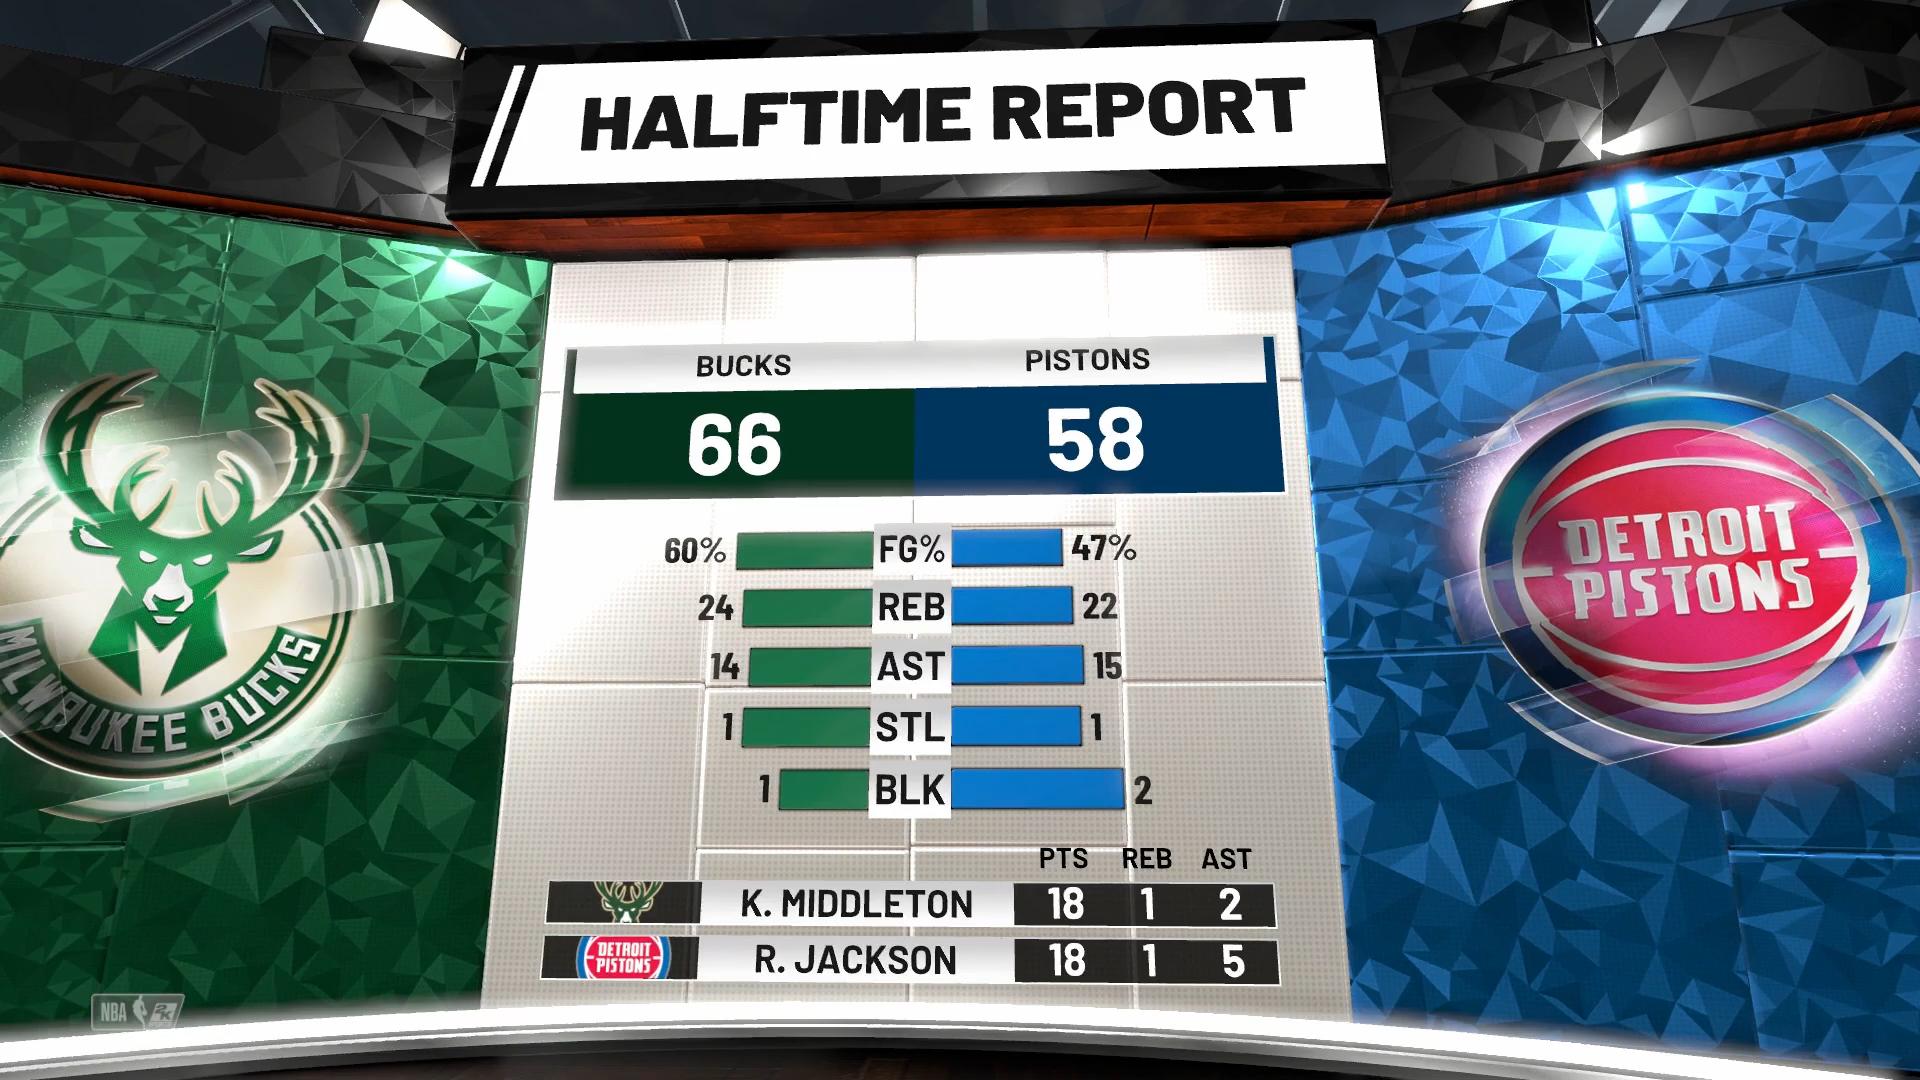 HALFTIME REPORT
BUCKS PISTONS
66 58
60% FG% 47%
24 REB 22
14 AST 15
1 STL 1
1 BLK 2
PTS REB AST
K. MIDDLETON 18 1 2
R. JACKSON 18 1 5
MILWAUKEE BUCKS
DETROIT
PISTONS
DETROIT
PISTONS
NBA 2K